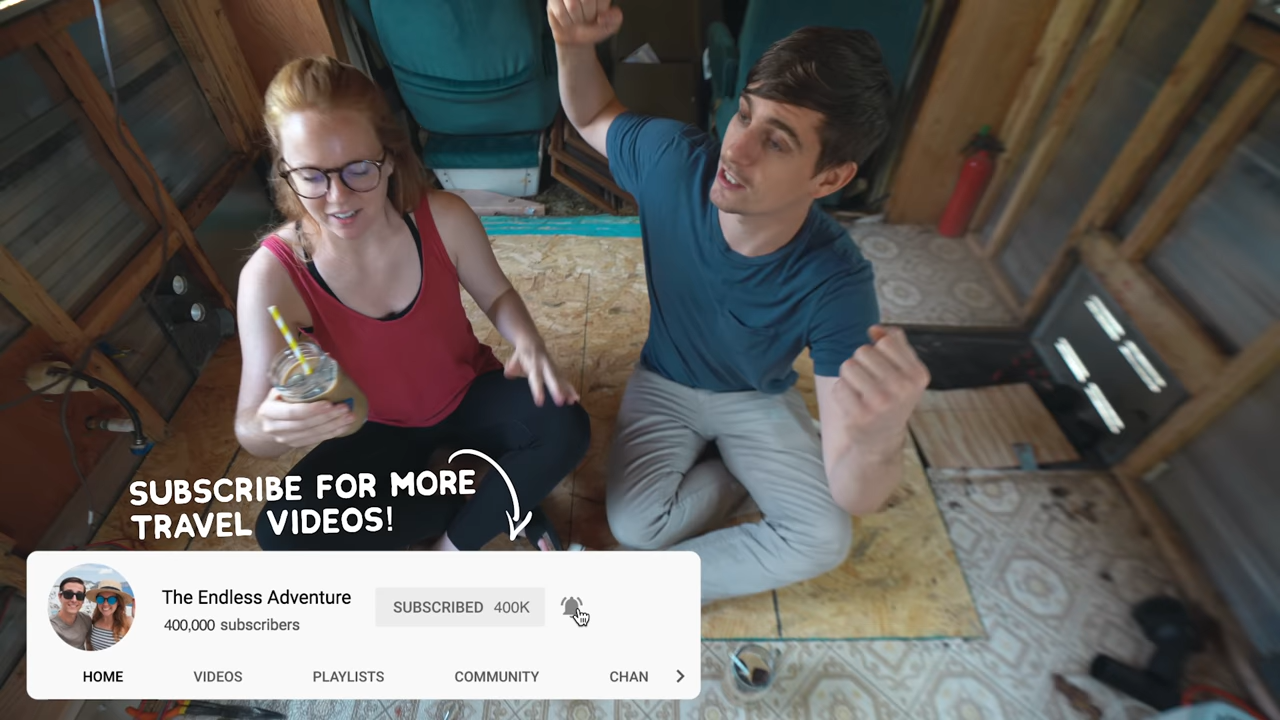 SUBSCRIBE FOR MORE
TRAVEL VIDEOS!
The Endless Adventure
400,000 subscribers
SUBSCRIBED 400K
HOME VIDEOS PLAYLISTS COMMUNITY CHAN